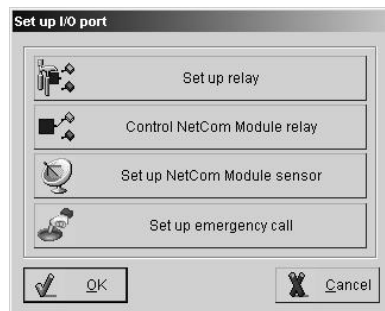 Set up I/O port
Set up relay
Control NetCom Module relay
Set up NetCom Module sensor
Set up emergency call
OK
Cancel